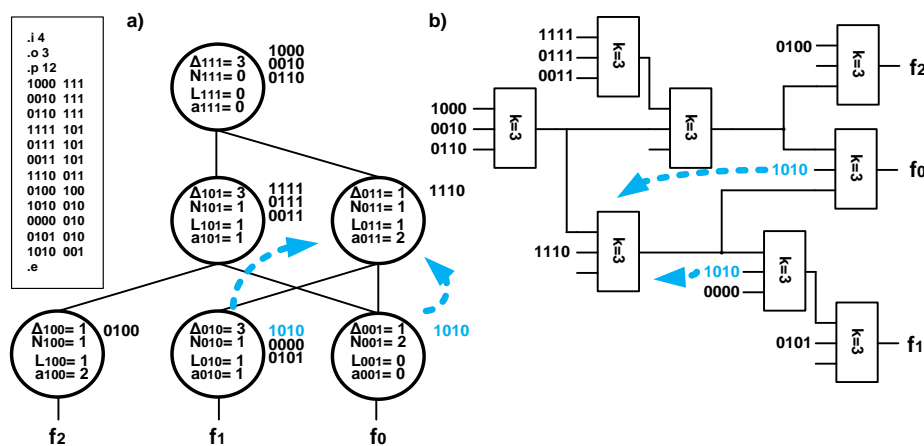 .i 4
.o 3
.p 12
1000 111
0010 111
0110 111
1111 101
0111 101
0011 101
1110 011
0100 100
1010 010
0000 010
0101 010
1010 001
.e
a)
Δ111= 3
N111= 0
L111= 0
a111= 0
1000
0010
0110
Δ101= 3
N101= 1
L101= 1
a101= 1
1111
0111
0011
Δ011= 1
N011= 1
L011= 1
a011= 2
1110
Δ100= 1
N100= 1
L100= 1
a100= 2
0100
Δ010= 3
N010= 1
L010= 1
a010= 1
1010
0000
0101
Δ001= 1
N001= 2
L001= 0
a001= 0
1010
f2
f1
f0
b)
1111
0111
0011
k=3
0100
k=3
f2
1000
0010
0110
k=3
k=3
1010
k=3
f0
1110
k=3
1010
0000
k=3
0101
k=3
f1